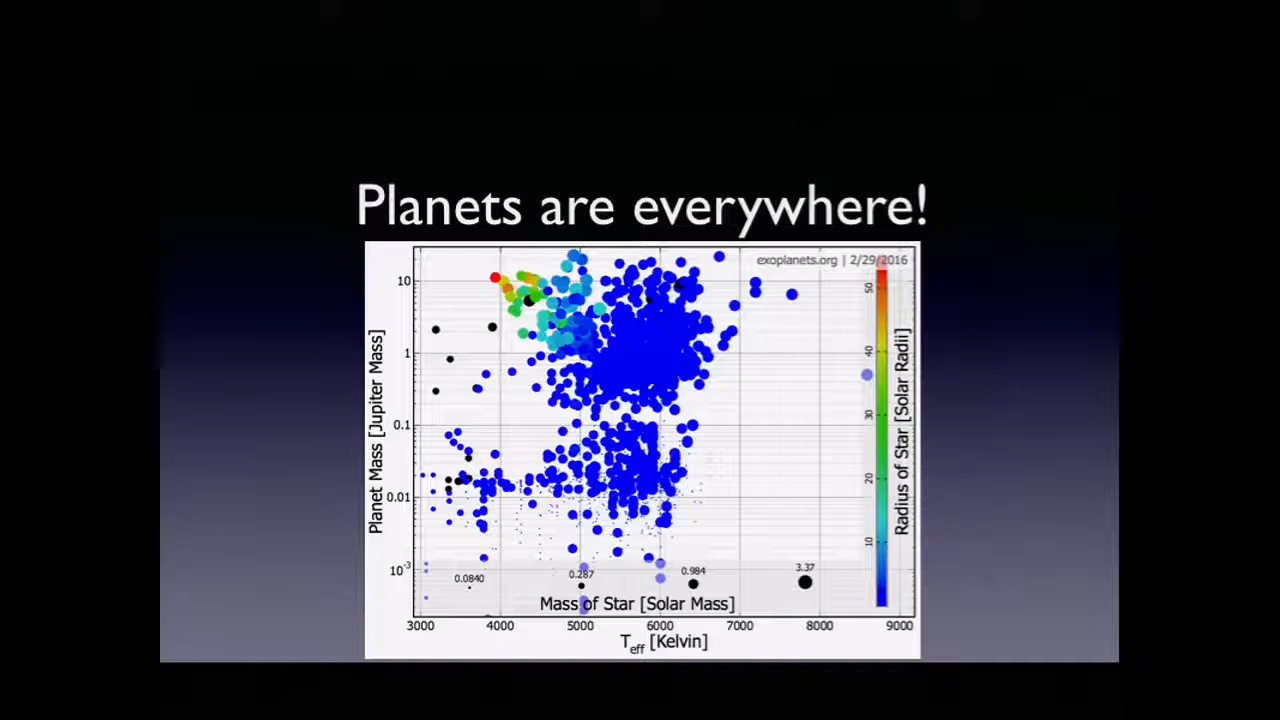 Planets are everywhere!
exoplanets.org | 2/29/2016
10
1
0.1
0.01
10-3
Planet Mass [Jupiter Mass]
50
40
30
20
10
Radius of Star [Solar Radii]
0.0840
0.287
0.984
3.37
Mass of Star [Solar Mass]
3000 4000 5000 6000 7000 8000 9000
Teff [Kelvin]